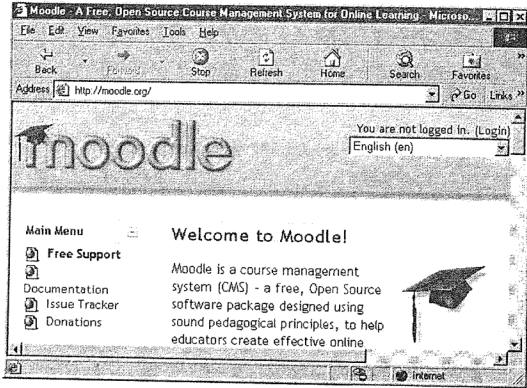 Moodle - A Free, Open Source Course Management System for Online Learning - Microso...
File Edit View Favorites Tools Help
Back Forward Stop Refresh Home Search Favorites »
Address http://moodle.org/ Go Links »
moodle
You are not logged in. (Login)
English (en)
Main Menu
Free Support
Documentation
Issue Tracker
Donations
Welcome to Moodle!
Moodle is a course management
system (CMS) - a free, Open Source
software package designed using
sound pedagogical principles, to help
educators create effective online
Internet